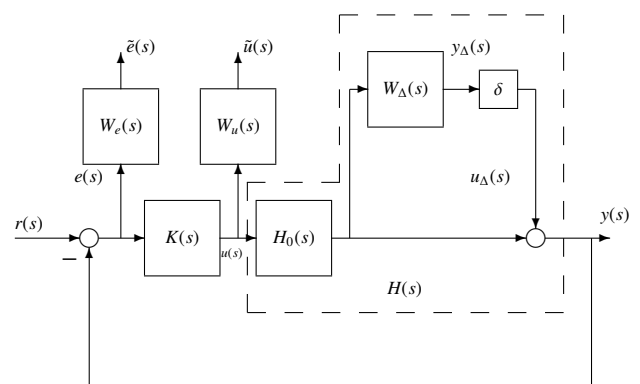 ẽ(s)
ũ(s)
y_Δ(s)
W_e(s)
W_u(s)
W_Δ(s)
δ
e(s)
u_Δ(s)
r(s)
y(s)
K(s)
u(s)
H_0(s)
−
H(s)